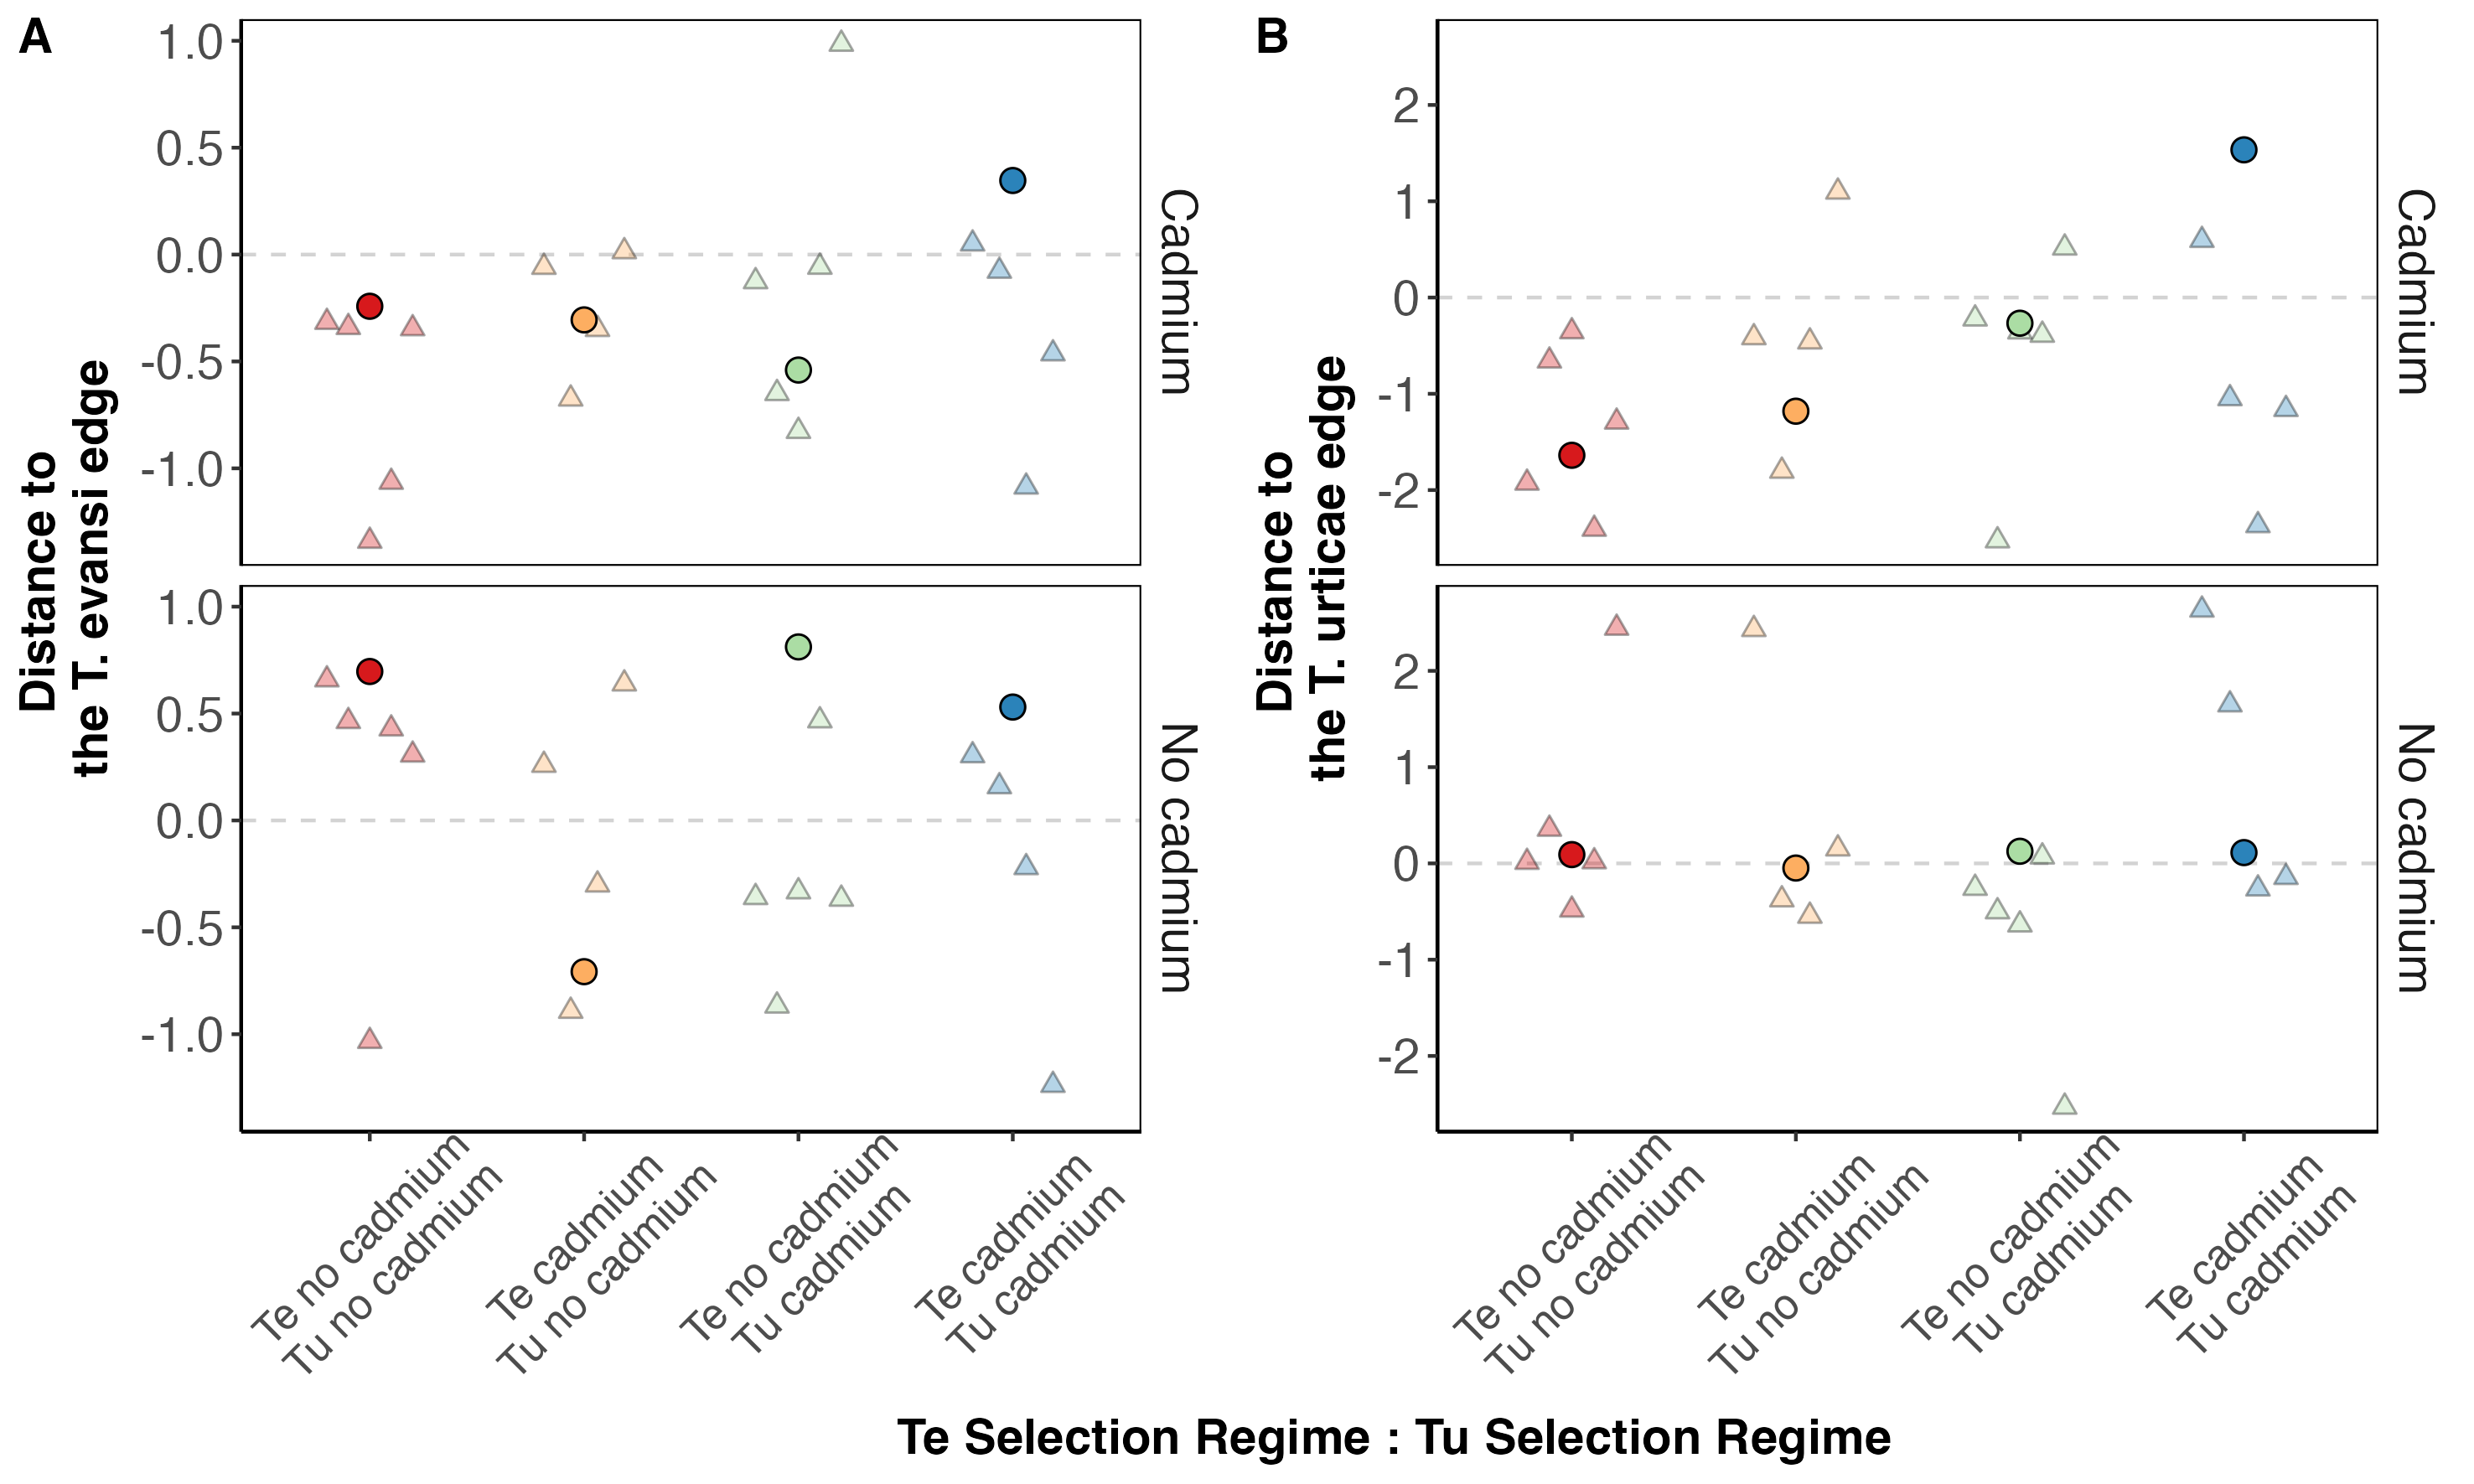 A
Distance to
the T. evansi edge
1.0
0.5
0.0
-0.5
-1.0
Cadmium
1.0
0.5
0.0
-0.5
-1.0
No cadmium
Te no cadmium
Tu no cadmium
Te cadmium
Tu no cadmium
Te no cadmium
Tu cadmium
Te cadmium
Tu cadmium
B
Distance to
the T. urticae edge
2
1
0
-1
-2
Cadmium
2
1
0
-1
-2
No cadmium
Te no cadmium
Tu no cadmium
Te cadmium
Tu no cadmium
Te no cadmium
Tu cadmium
Te cadmium
Tu cadmium
Te Selection Regime : Tu Selection Regime